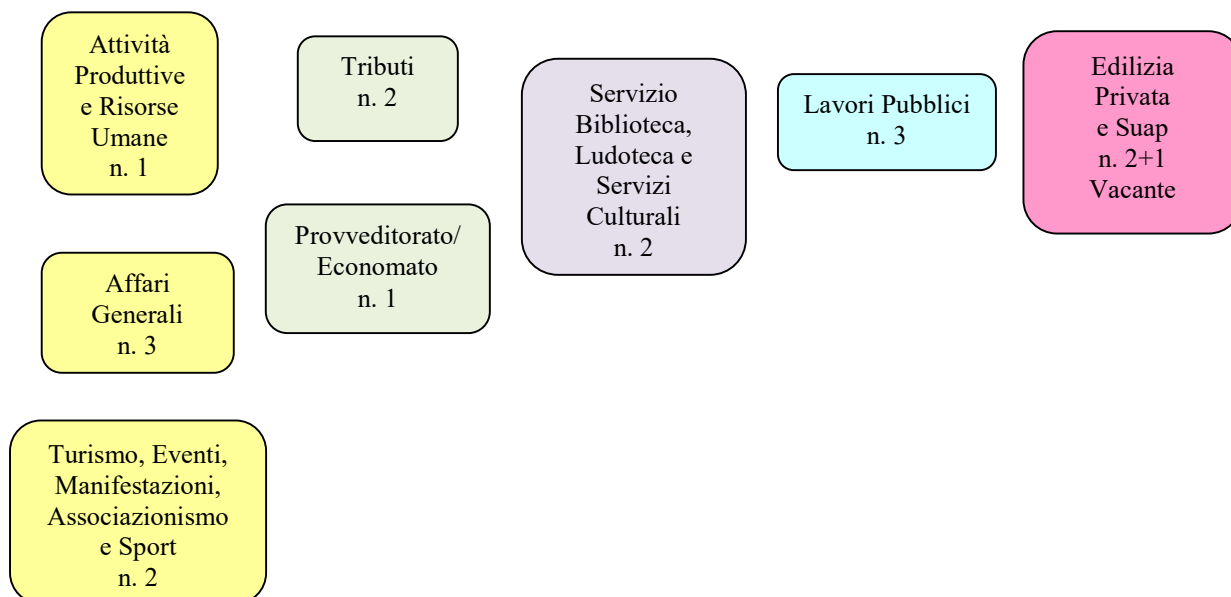 Attività
Produttive
e Risorse
Umane
n. 1
Affari
Generali
n. 3
Turismo, Eventi,
Manifestazioni,
Associazionismo
e Sport
n. 2
Tributi
n. 2
Provveditorato/
Economato
n. 1
Servizio
Biblioteca,
Ludoteca e
Servizi
Culturali
n. 2
Lavori Pubblici
n. 3
Edilizia
Privata
e Suap
n. 2+1
Vacante